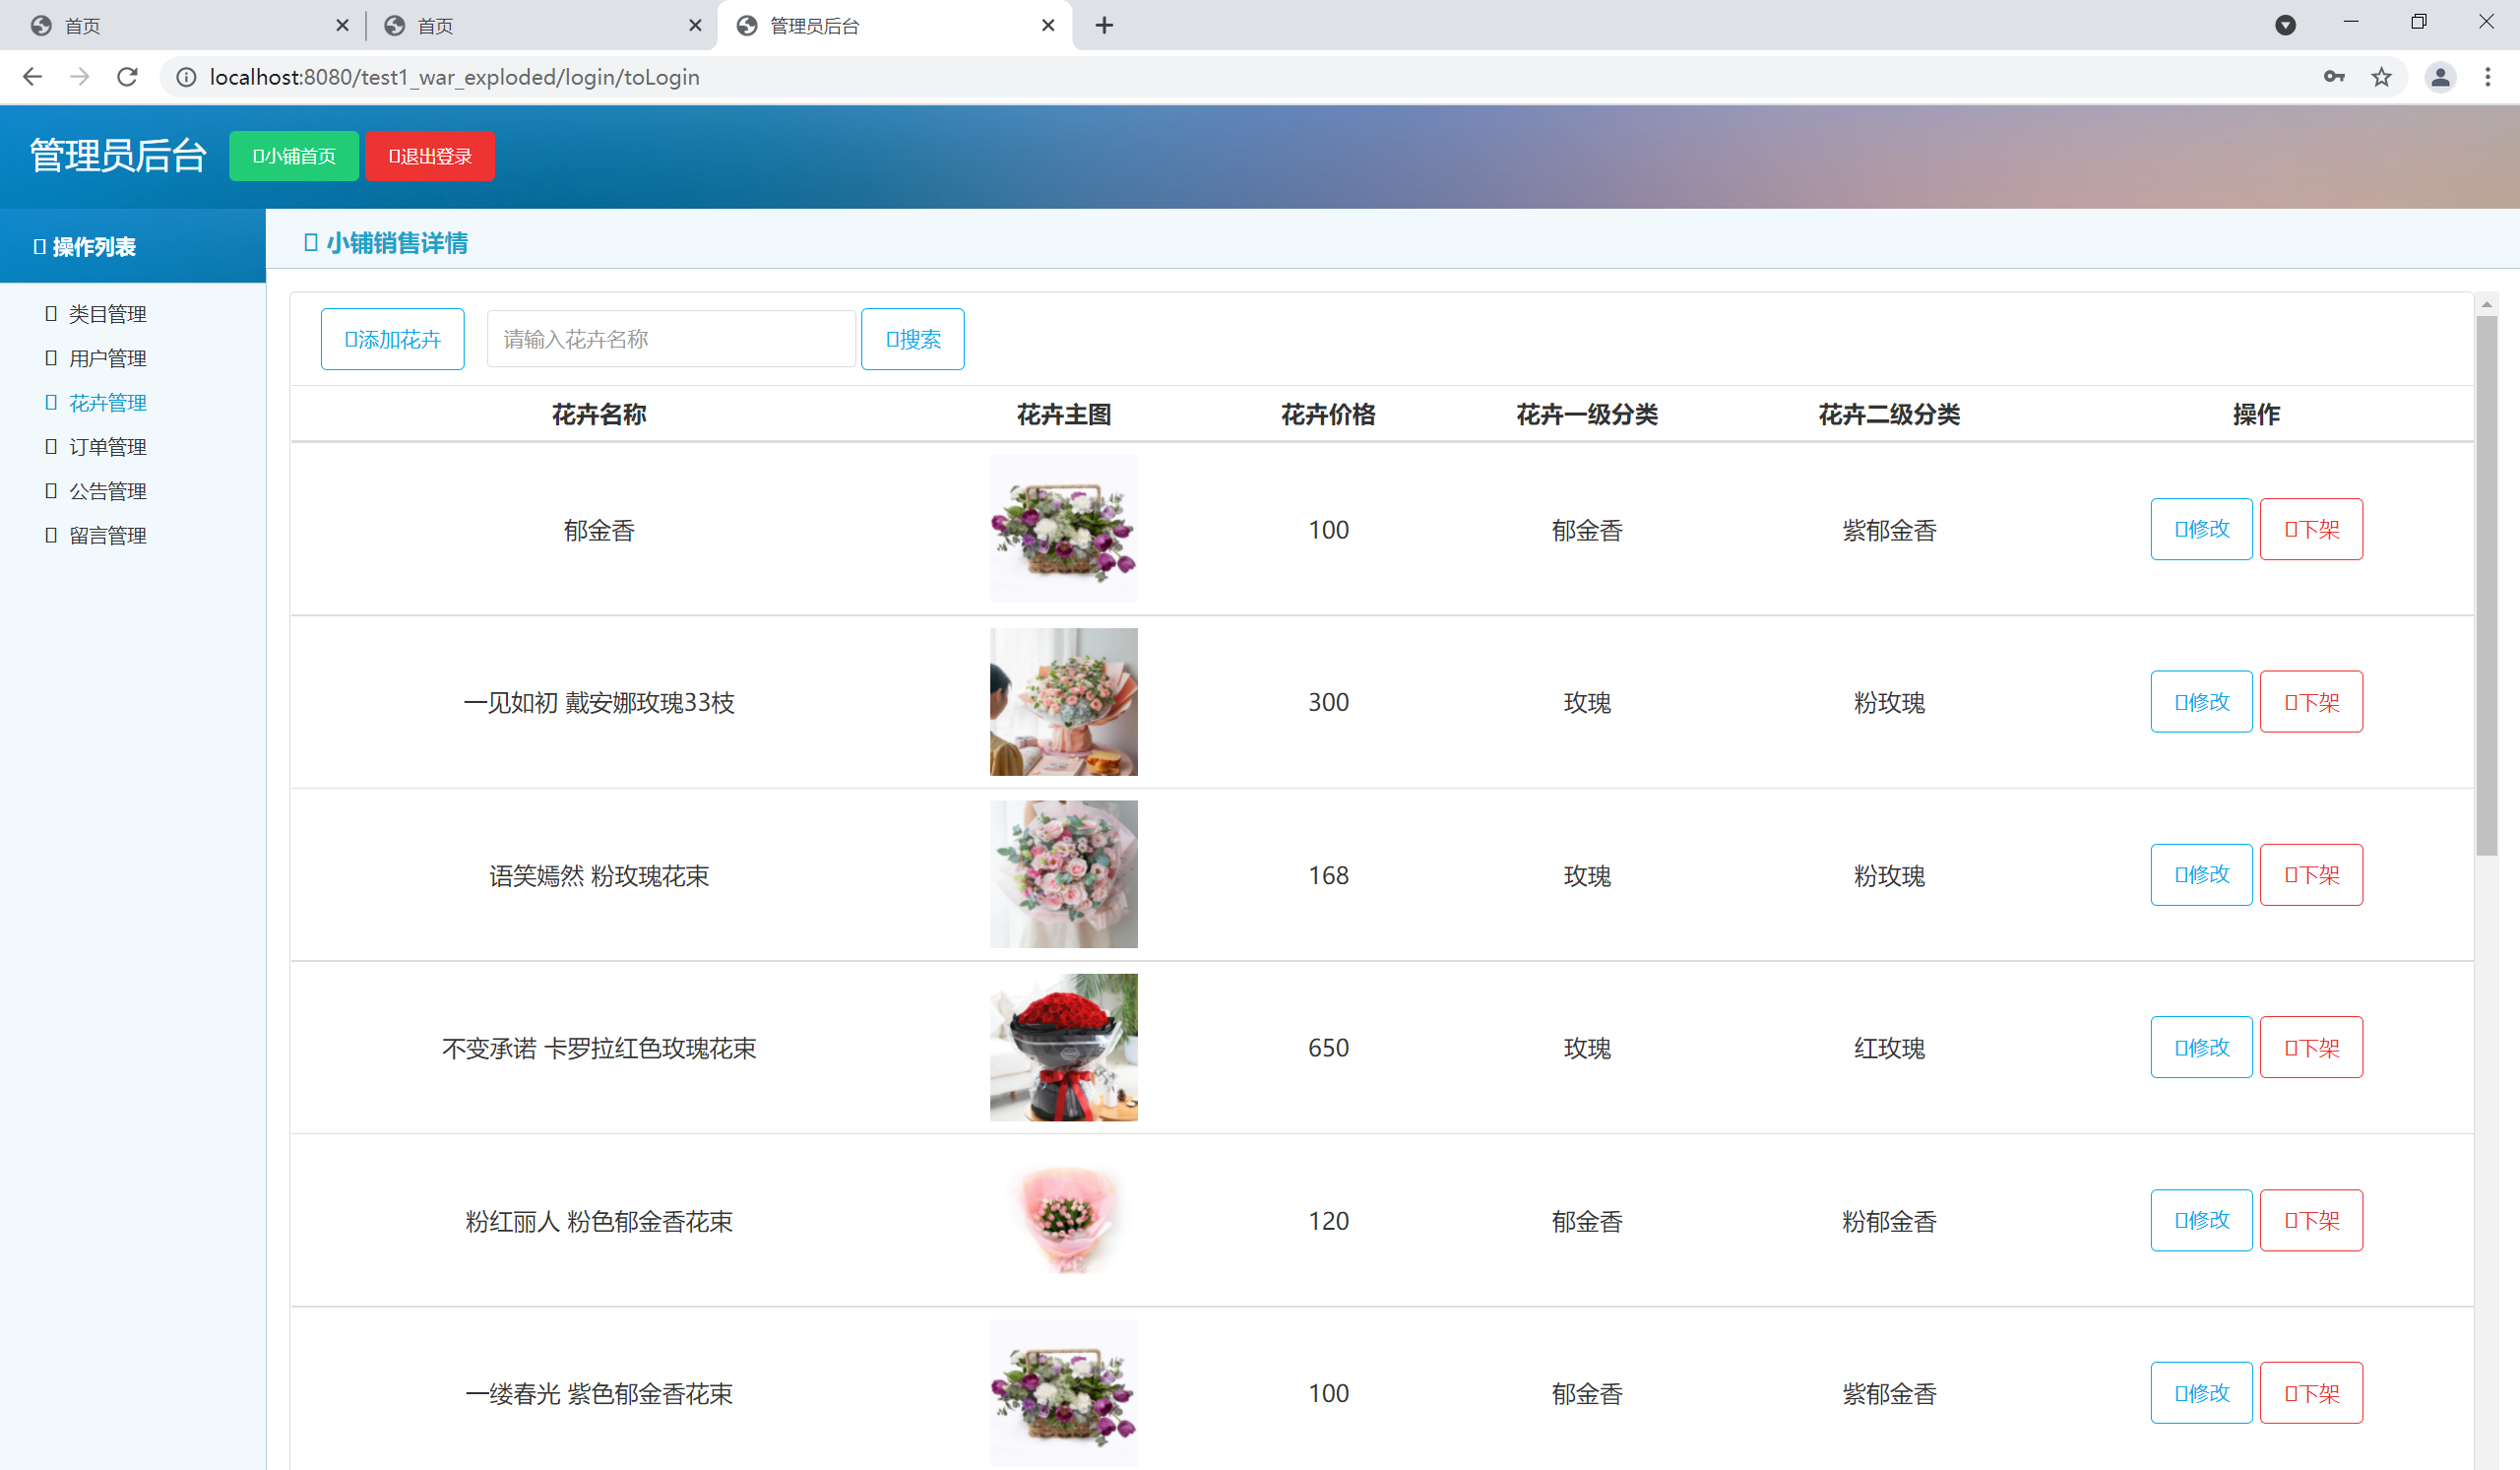 首页
首页
管理员后台
localhost:8080/test1_war_exploded/login/toLogin
管理员后台 小铺首页 退出登录
操作列表
类目管理
用户管理
花卉管理
订单管理
公告管理
留言管理
小铺销售详情
添加花卉 请输入花卉名称 搜索
花卉名称 花卉主图 花卉价格 花卉一级分类 花卉二级分类 操作
郁金香 100 郁金香 紫郁金香 修改 下架
一见如初 戴安娜玫瑰33枝 300 玫瑰 粉玫瑰 修改 下架
语笑嫣然 粉玫瑰花束 168 玫瑰 粉玫瑰 修改 下架
不变承诺 卡罗拉红色玫瑰花束 650 玫瑰 红玫瑰 修改 下架
粉红丽人 粉色郁金香花束 120 郁金香 粉郁金香 修改 下架
一缕春光 紫色郁金香花束 100 郁金香 紫郁金香 修改 下架